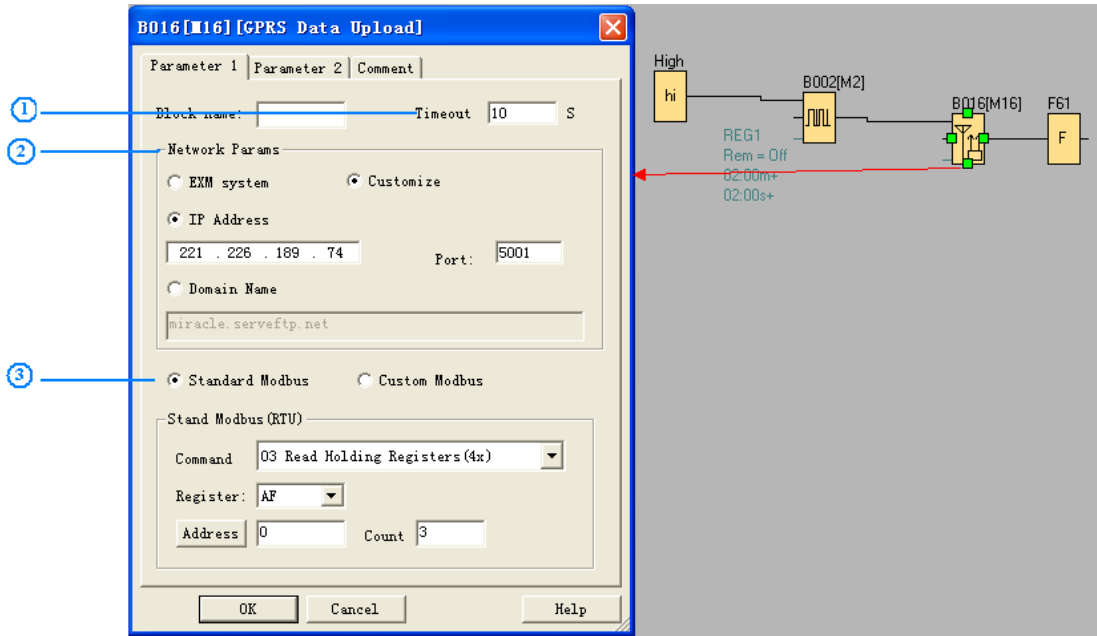 B016[M16][GPRS Data Upload]
Parameter 1 Parameter 2 Comment
1 Block name: Timeout 10 S
2 Network Params
EXM system Customize
IP Address
221 . 226 . 189 . 74 Port: 5001
Domain Name
miracle.serveftp.net
3 Standard Modbus Custom Modbus
Stand Modbus(RTU)
Command 03 Read Holding Registers(4x)
Register: AF
Address 0 Count 3
OK Cancel Help
High
hi
B002[M2]
REG1
Rem = Off
02:00m+
02:00s+
B016[M16]
F61
F